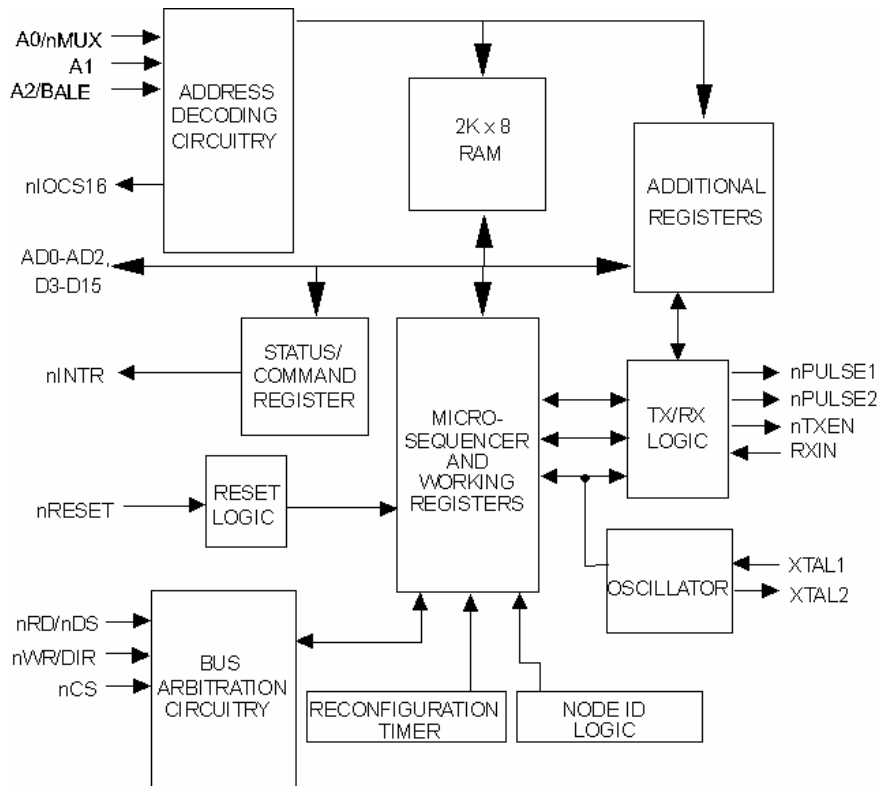 A0/nMUX
A1
A2/BALE
nIOCS16
AD0-AD2,
D3-D15
ADDRESS
DECODING
CIRCUITRY
2K x 8
RAM
ADDITIONAL
REGISTERS
nINTR
STATUS/
COMMAND
REGISTER
MICRO-
SEQUENCER
AND
WORKING
REGISTERS
TX/RX
LOGIC
nPULSE1
nPULSE2
nTXEN
RXIN
nRESET
RESET
LOGIC
OSCILLATOR
XTAL1
XTAL2
nRD/nDS
nWR/DIR
nCS
BUS
ARBITRATION
CIRCUITRY
RECONFIGURATION
TIMER
NODE ID
LOGIC